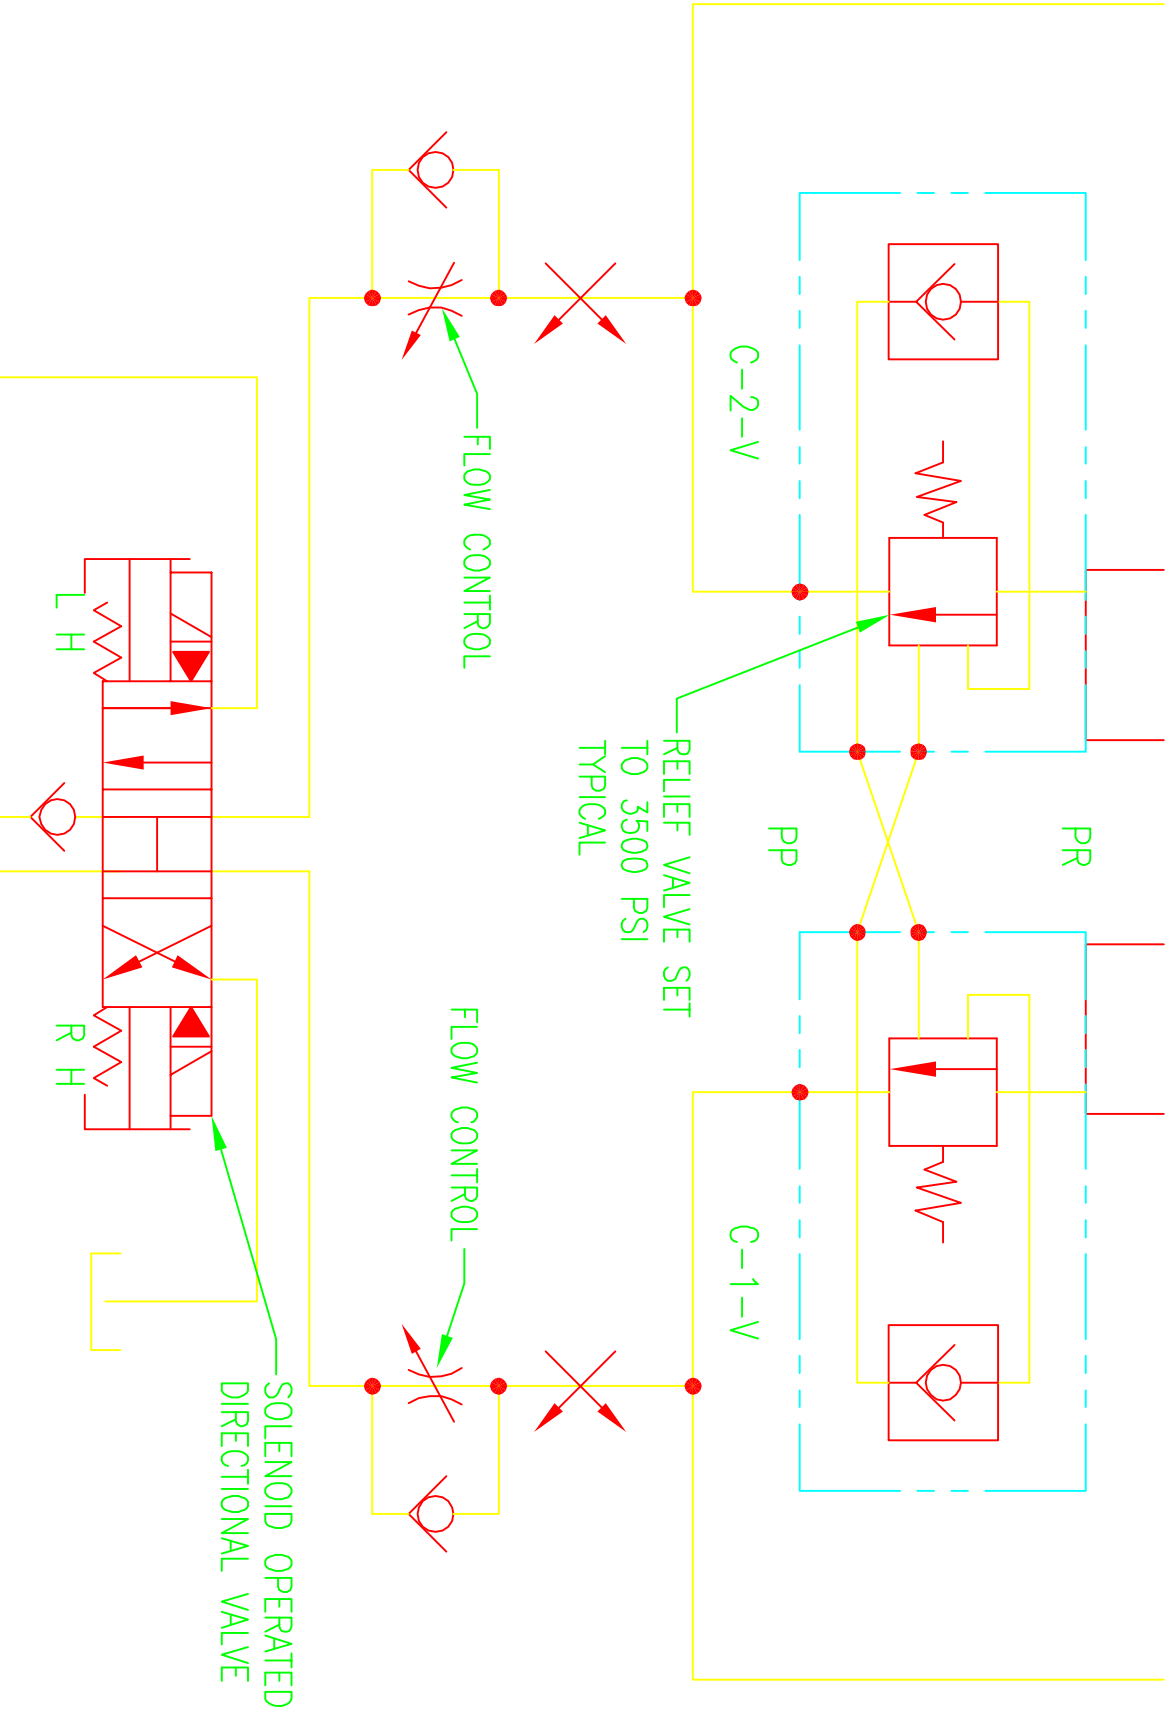 PR
PP
C-2-V
C-1-V
RELIEF VALVE SET
TO 3500 PSI
TYPICAL
FLOW CONTROL
FLOW CONTROL
SOLENOID OPERATED
DIRECTIONAL VALVE
L H
R H